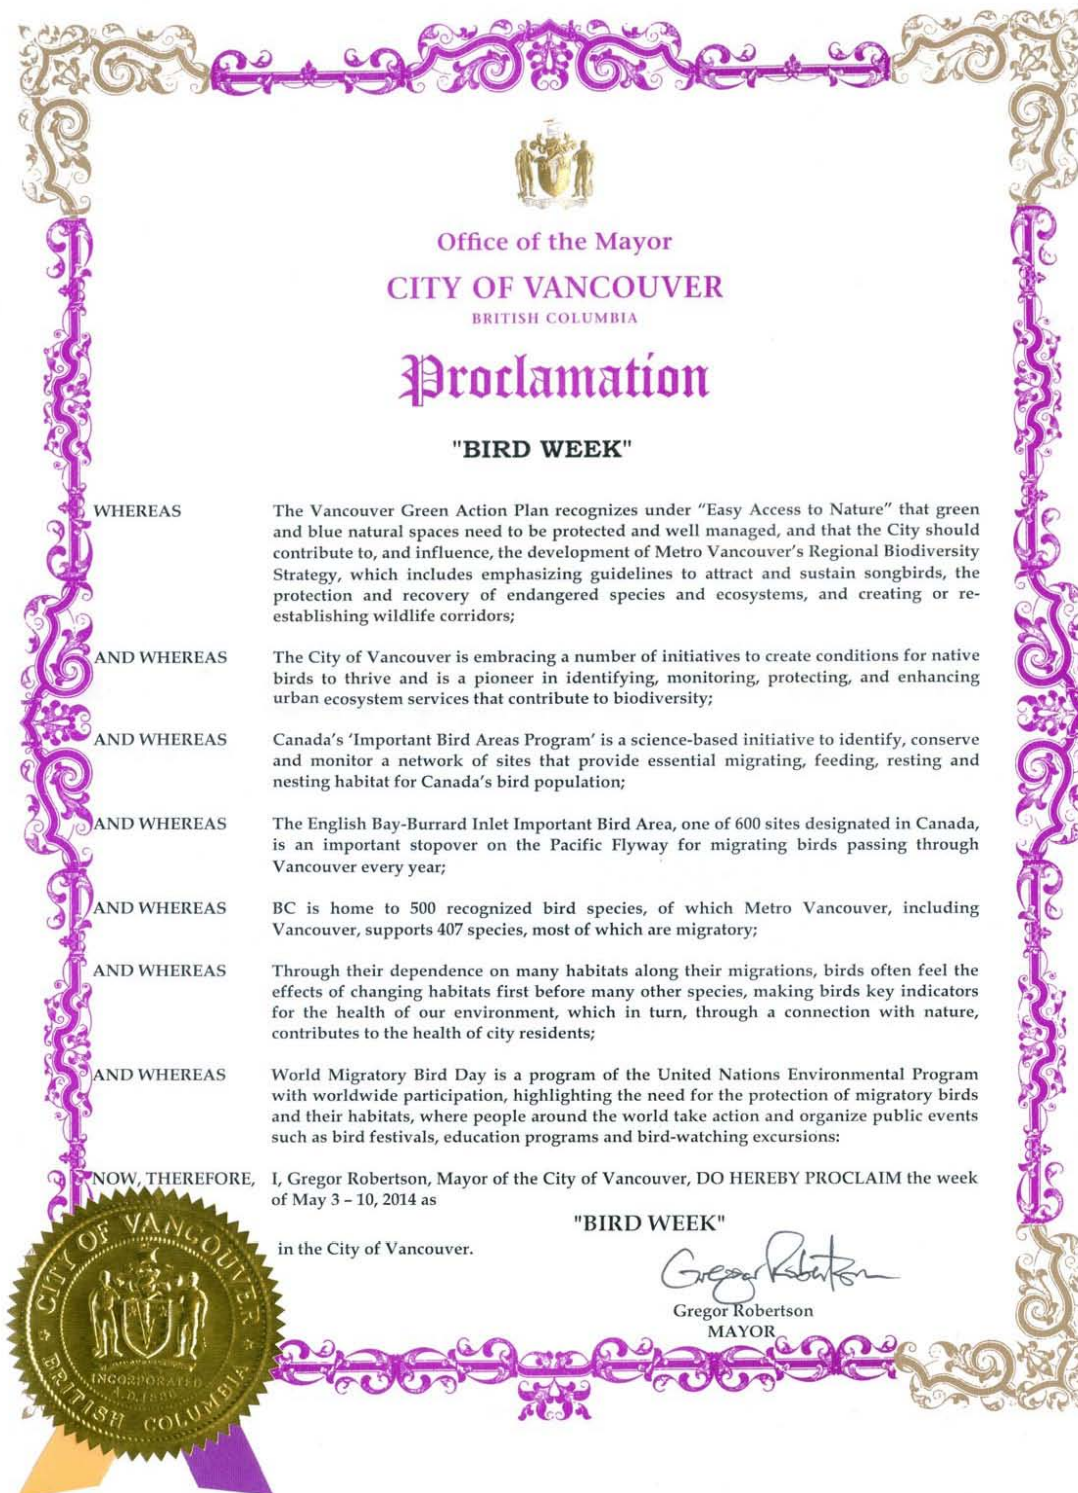 Office of the Mayor
CITY OF VANCOUVER
BRITISH COLUMBIA
Proclamation
"BIRD WEEK"
WHEREAS The Vancouver Green Action Plan recognizes under "Easy Access to Nature" that green
and blue natural spaces need to be protected and well managed, and that the City should
contribute to, and influence, the development of Metro Vancouver's Regional Biodiversity
Strategy, which includes emphasizing guidelines to attract and sustain songbirds, the
protection and recovery of endangered species and ecosystems, and creating or re-
establishing wildlife corridors;
AND WHEREAS The City of Vancouver is embracing a number of initiatives to create conditions for native
birds to thrive and is a pioneer in identifying, monitoring, protecting, and enhancing
urban ecosystem services that contribute to biodiversity;
AND WHEREAS Canada's 'Important Bird Areas Program' is a science-based initiative to identify, conserve
and monitor a network of sites that provide essential migrating, feeding, resting and
nesting habitat for Canada's bird population;
AND WHEREAS The English Bay-Burrard Inlet Important Bird Area, one of 600 sites designated in Canada,
is an important stopover on the Pacific Flyway for migrating birds passing through
Vancouver every year;
AND WHEREAS BC is home to 500 recognized bird species, of which Metro Vancouver, including
Vancouver, supports 407 species, most of which are migratory;
AND WHEREAS Through their dependence on many habitats along their migrations, birds often feel the
effects of changing habitats first before many other species, making birds key indicators
for the health of our environment, which in turn, through a connection with nature,
contributes to the health of city residents;
AND WHEREAS World Migratory Bird Day is a program of the United Nations Environmental Program
with worldwide participation, highlighting the need for the protection of migratory birds
and their habitats, where people around the world take action and organize public events
such as bird festivals, education programs and bird-watching excursions:
NOW, THEREFORE, I, Gregor Robertson, Mayor of the City of Vancouver, DO HEREBY PROCLAIM the week
of May 3 – 10, 2014 as
"BIRD WEEK"
in the City of Vancouver.
Gregor Robertson
Gregor Robertson
MAYOR
CITY OF VANCOUVER
BRITISH COLUMBIA
INCORPORATED